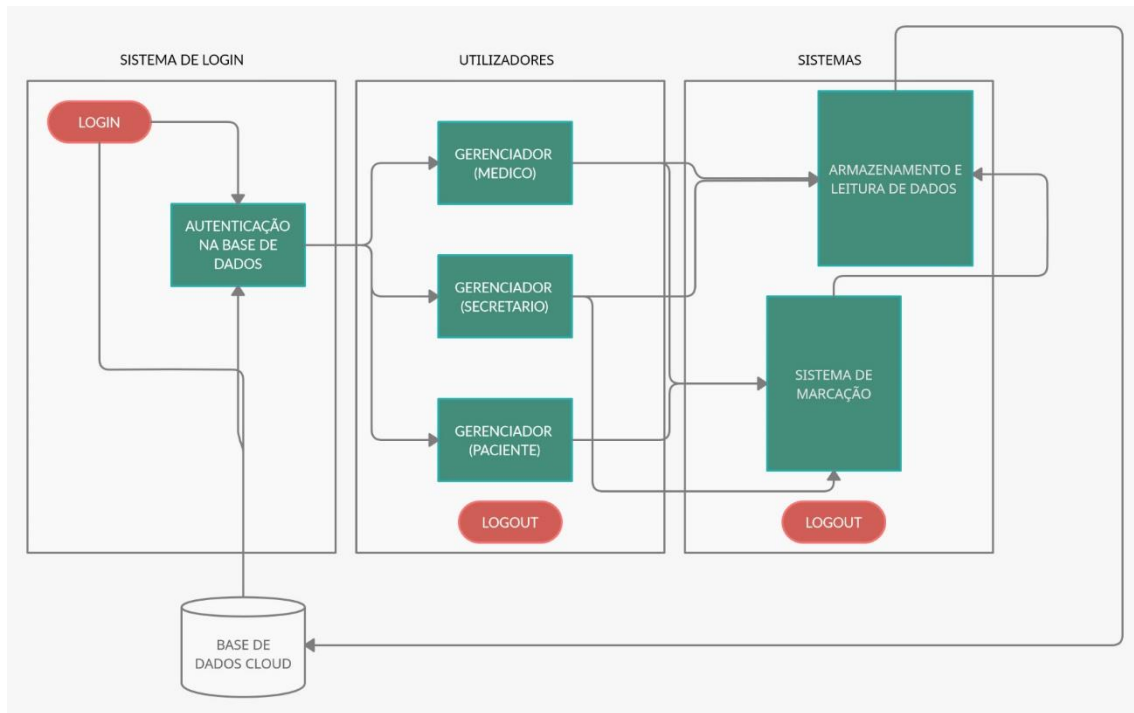 SISTEMA DE LOGIN
UTILIZADORES
SISTEMAS
LOGIN
AUTENTICAÇÃO
NA BASE DE
DADOS
GERENCIADOR
(MEDICO)
GERENCIADOR
(SECRETARIO)
GERENCIADOR
(PACIENTE)
LOGOUT
ARMAZENAMENTO E
LEITURA DE DADOS
SISTEMA DE
MARCAÇÃO
LOGOUT
BASE DE
DADOS CLOUD